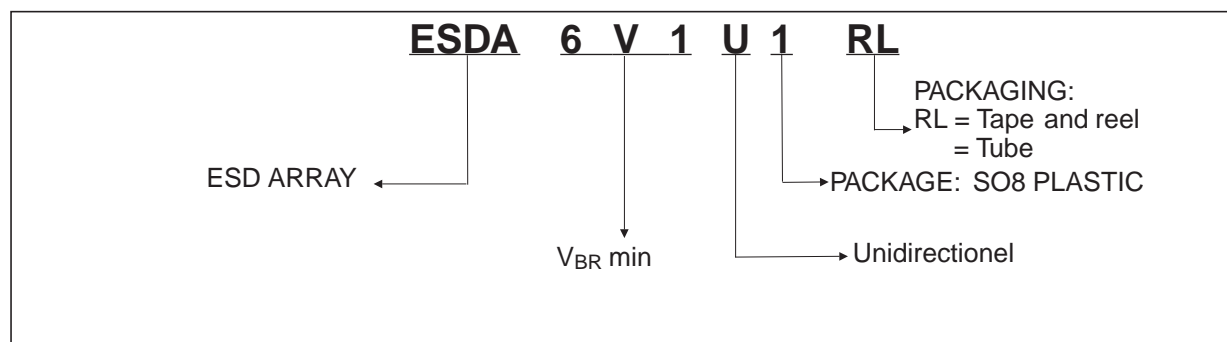 ESDA 6 V 1 U 1 RL
PACKAGING:
RL = Tape and reel
= Tube
ESD ARRAY
PACKAGE: SO8 PLASTIC
VBR min
Unidirectionel